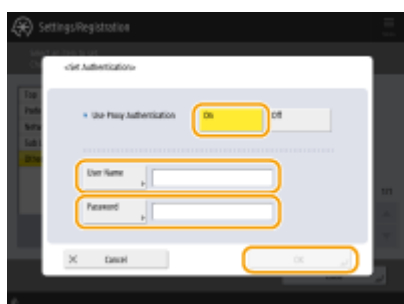 Settings/Registration
<Set Authentication>
Use Proxy Authentication
On
Off
User Name
Password
Cancel
OK